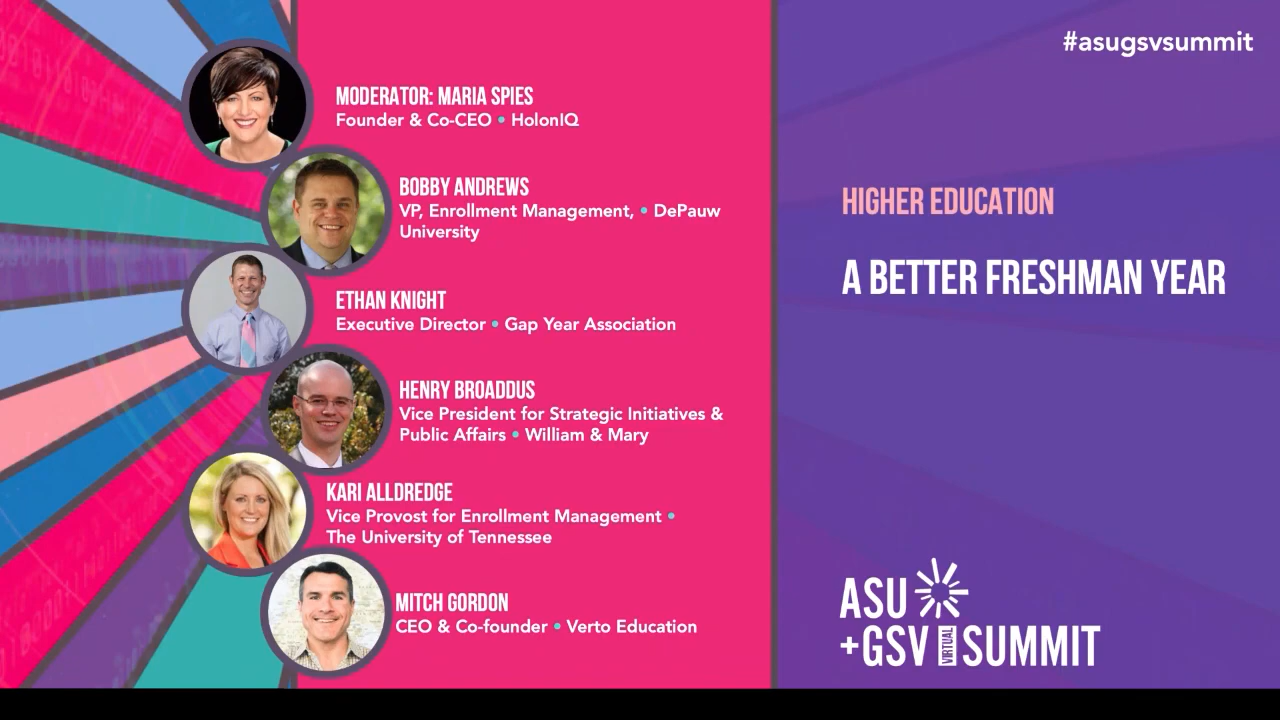 #asugsvsummit
MODERATOR: MARIA SPIES
Founder & Co-CEO • HolonIQ
BOBBY ANDREWS
VP, Enrollment Management, • DePauw
University
ETHAN KNIGHT
Executive Director • Gap Year Association
HENRY BROADDUS
Vice President for Strategic Initiatives &
Public Affairs • William & Mary
KARI ALLDREDGE
Vice Provost for Enrollment Management •
The University of Tennessee
MITCH GORDON
CEO & Co-founder • Verto Education
HIGHER EDUCATION
A BETTER FRESHMAN YEAR
ASU
+GSV VIRTUAL SUMMIT